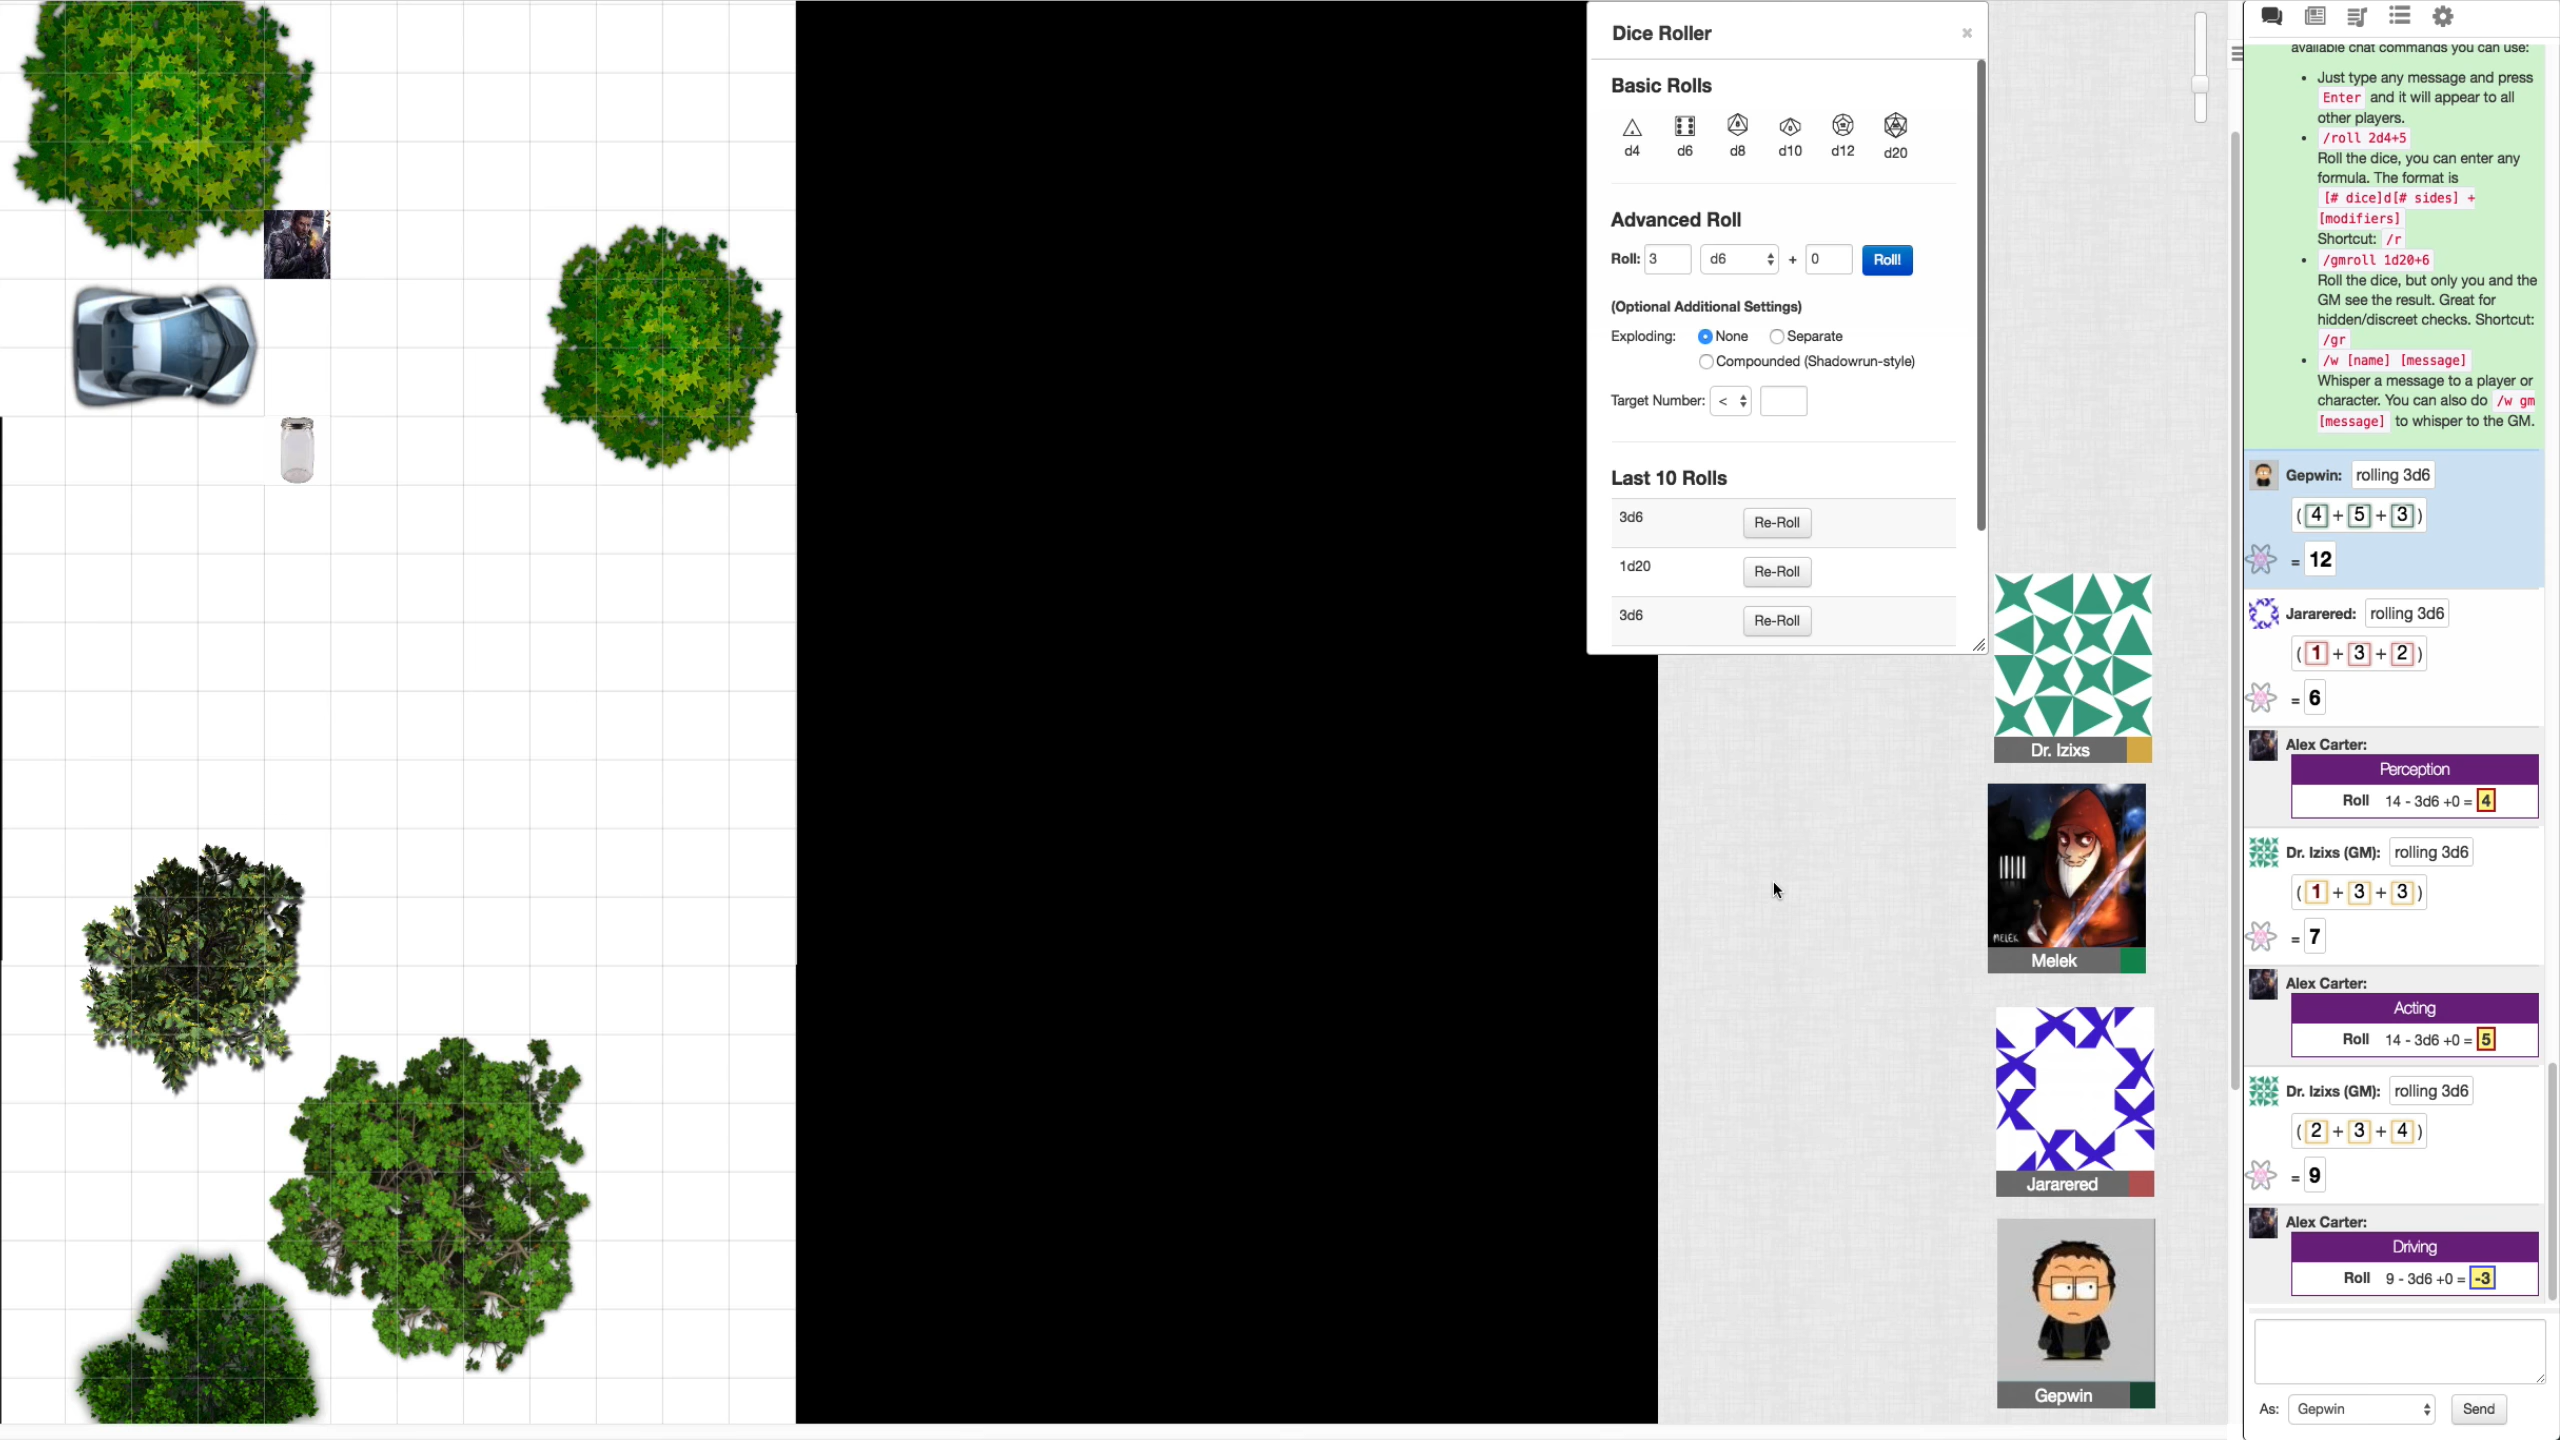 Dice Roller
×
Basic Rolls
d4 d6 d8 d10 d12 d20
Advanced Roll
Roll: 3 d6 + 0 Roll!
(Optional Additional Settings)
Exploding: None Separate
Compounded (Shadowrun-style)
Target Number: <
Last 10 Rolls
3d6 Re-Roll
1d20 Re-Roll
3d6 Re-Roll
Dr. Izixs
MELEK
Melek
Jararered
Gepwin
available chat commands you can use:
• Just type any message and press
Enter and it will appear to all
other players.
• /roll 2d4+5
Roll the dice, you can enter any
formula. The format is
[# dice]d[# sides] +
[modifiers]
Shortcut: /r
• /gmroll 1d20+6
Roll the dice, but only you and the
GM see the result. Great for
hidden/discreet checks. Shortcut:
/gr
• /w [name] [message]
Whisper a message to a player or
character. You can also do /w gm
[message] to whisper to the GM.
Gepwin: rolling 3d6
(4+5+3)
= 12
Jararered: rolling 3d6
(1+3+2)
= 6
Alex Carter:
Perception
Roll 14 - 3d6 +0 = 4
Dr. Izixs (GM): rolling 3d6
(1+3+3)
= 7
Alex Carter:
Acting
Roll 14 - 3d6 +0 = 5
Dr. Izixs (GM): rolling 3d6
(2+3+4)
= 9
Alex Carter:
Driving
Roll 9 - 3d6 +0 = -3
As: Gepwin Send